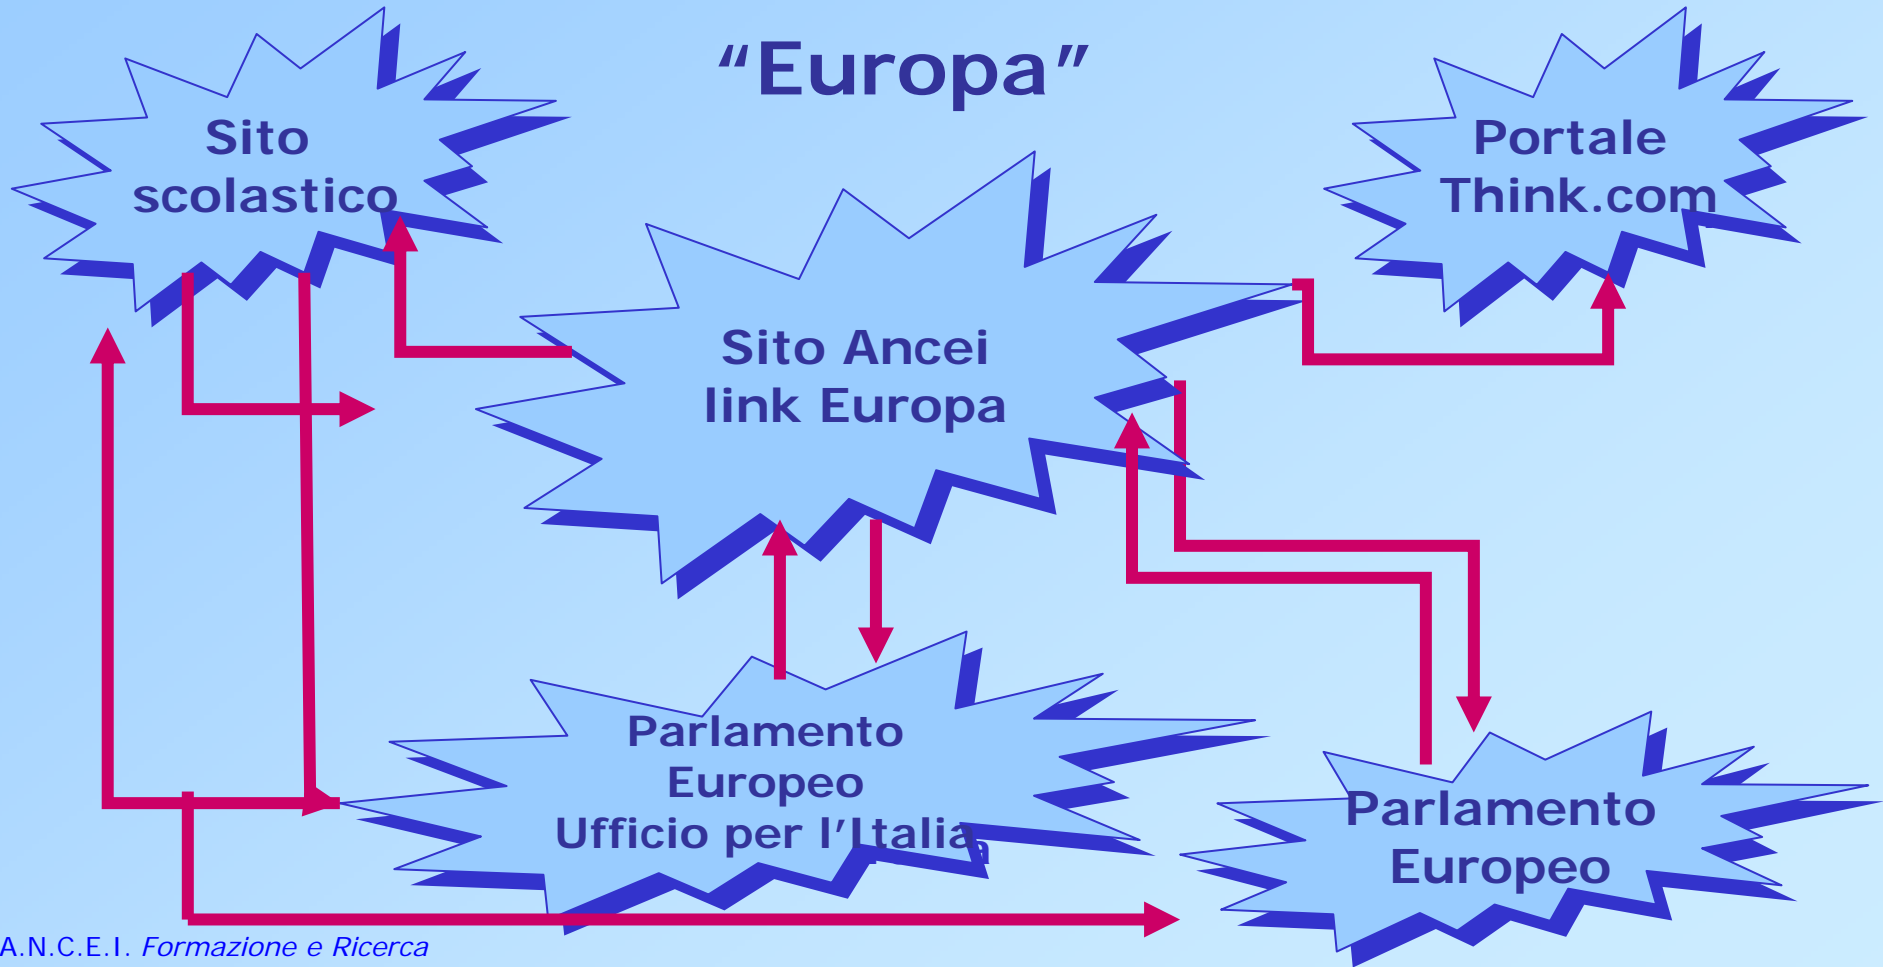 “Europa”
Sito
scolastico
Portale
Think.com
Sito Ancei
link Europa
Parlamento
Europeo
Ufficio per l’Italia
Parlamento
Europeo
A.N.C.E.I. Formazione e Ricerca